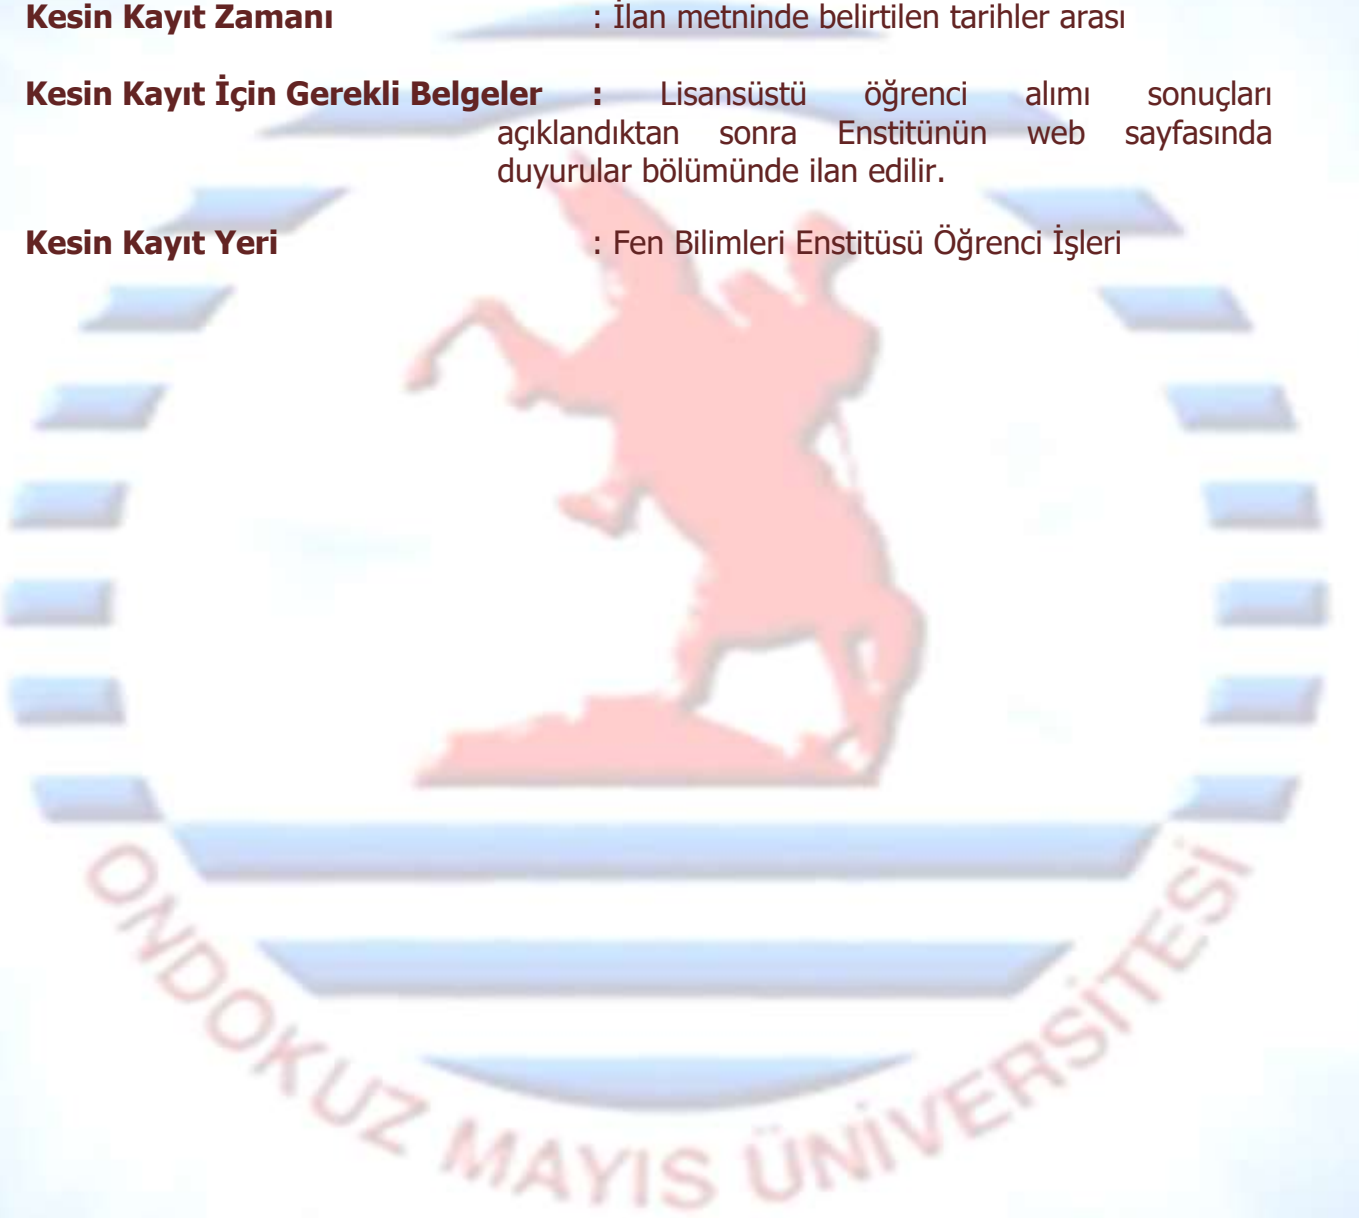 Kesin Kayıt Zamanı : İlan metninde belirtilen tarihler arası
Kesin Kayıt İçin Gerekli Belgeler : Lisansüstü öğrenci alımı sonuçları
açıklandıktan sonra Enstitünün web sayfasında
duyurular bölümünde ilan edilir.
Kesin Kayıt Yeri : Fen Bilimleri Enstitüsü Öğrenci İşleri
ONDOKUZ MAYIS ÜNİVERSİTESİ